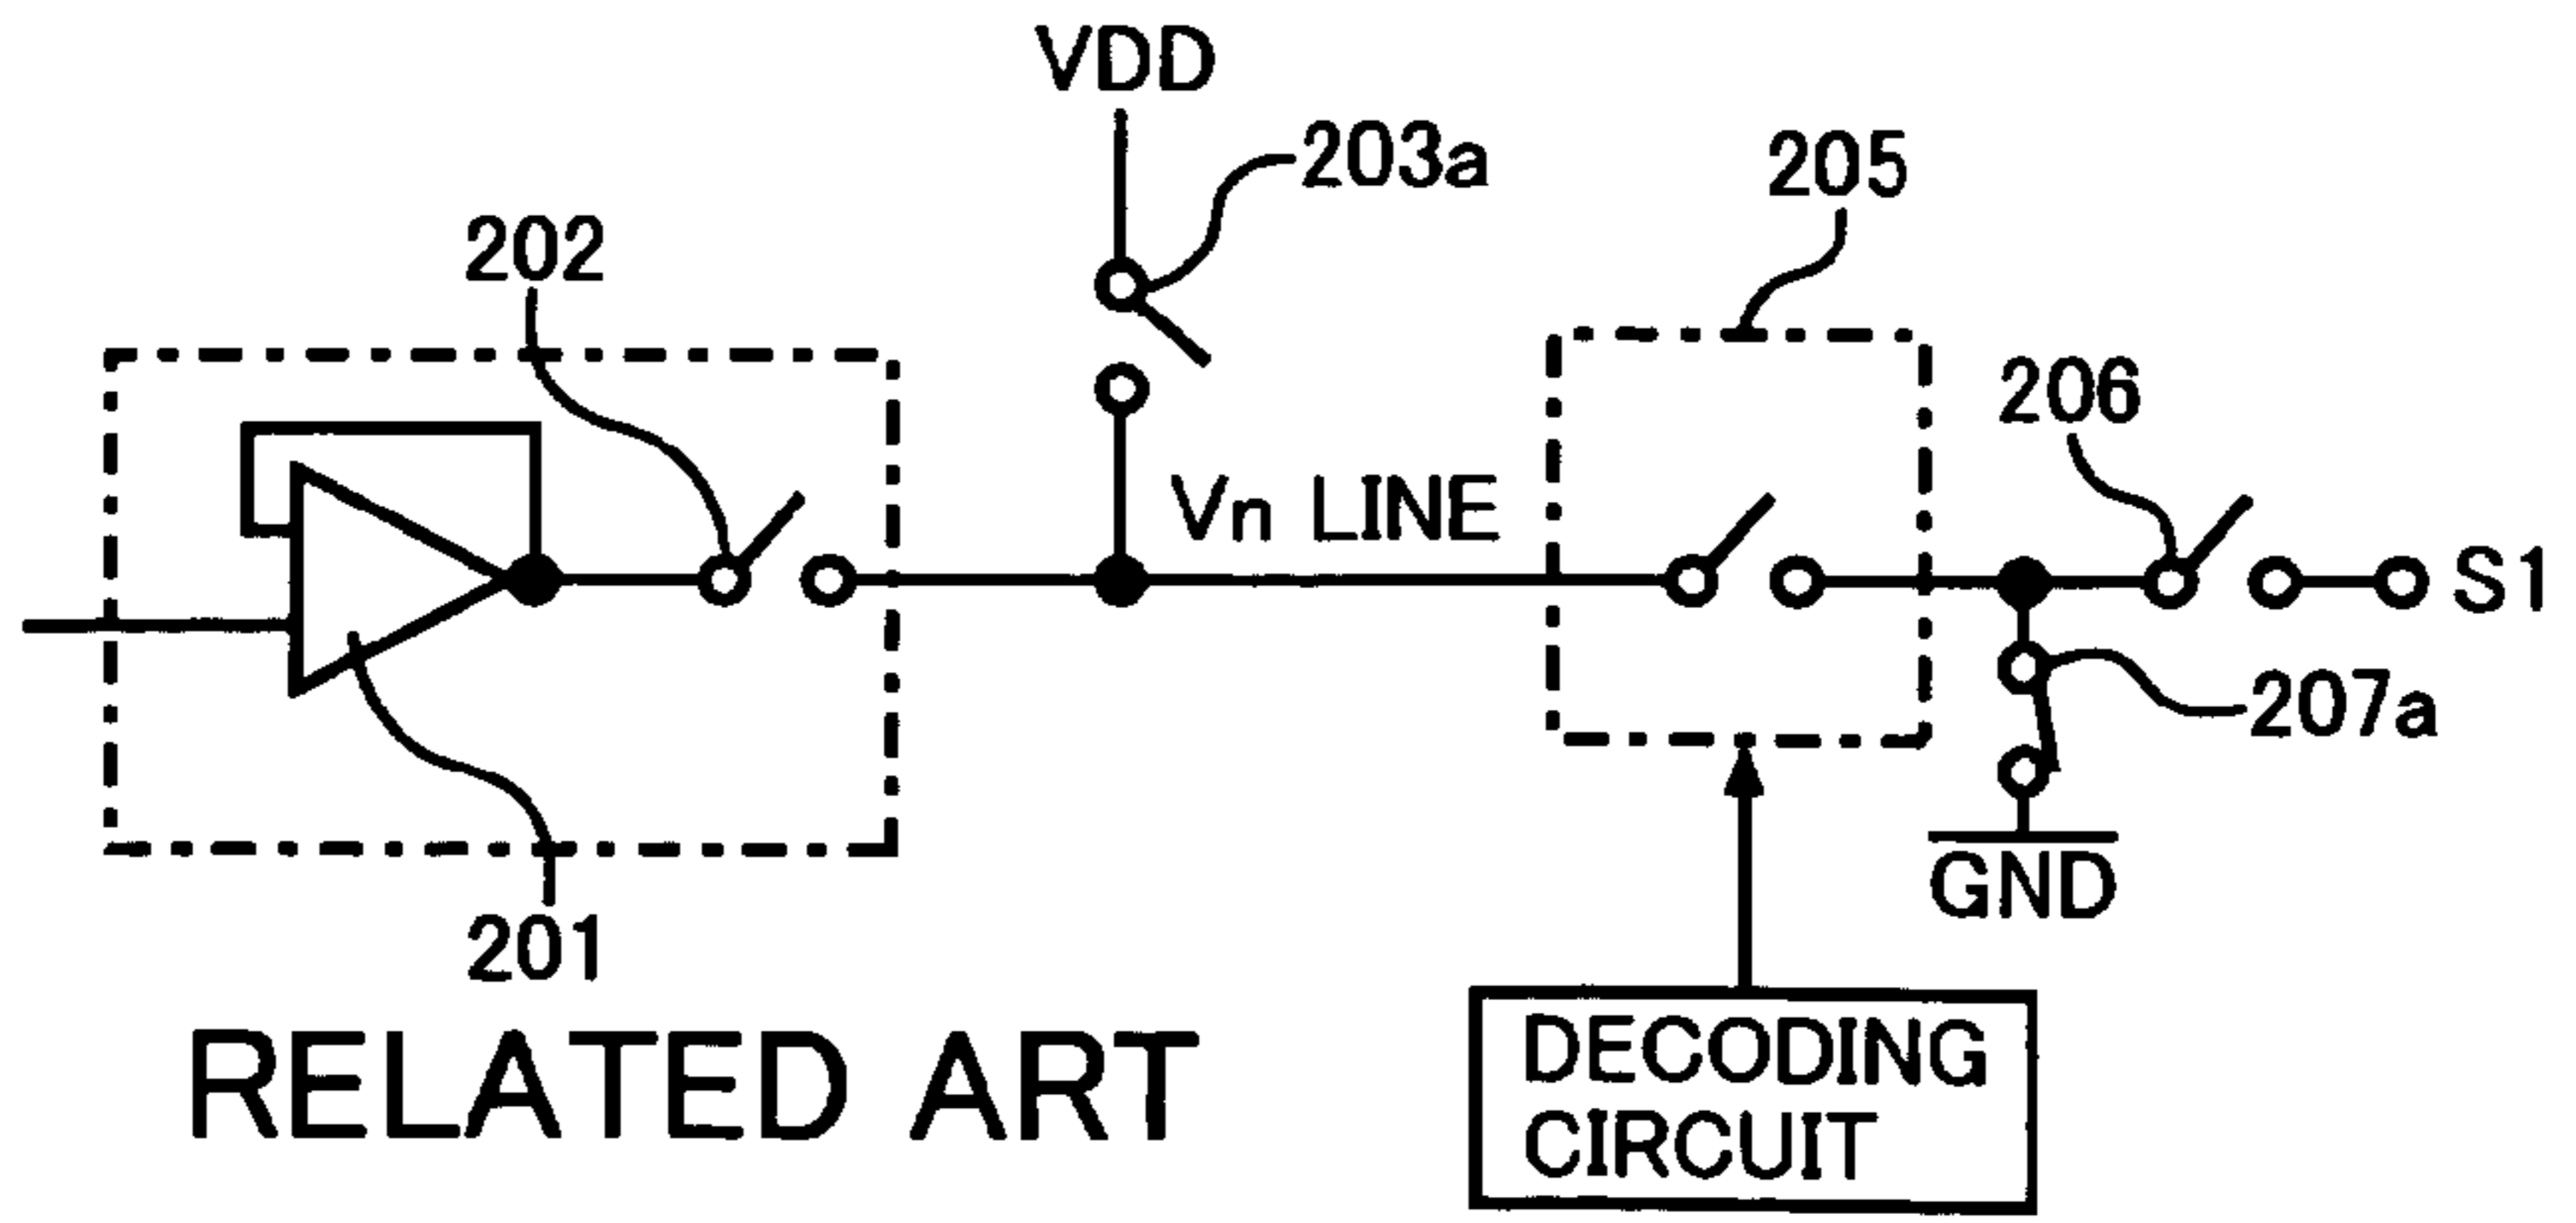 VDD
203a
205
202
206
Vn LINE
S1
207a
GND
201
RELATED ART
DECODING
CIRCUIT